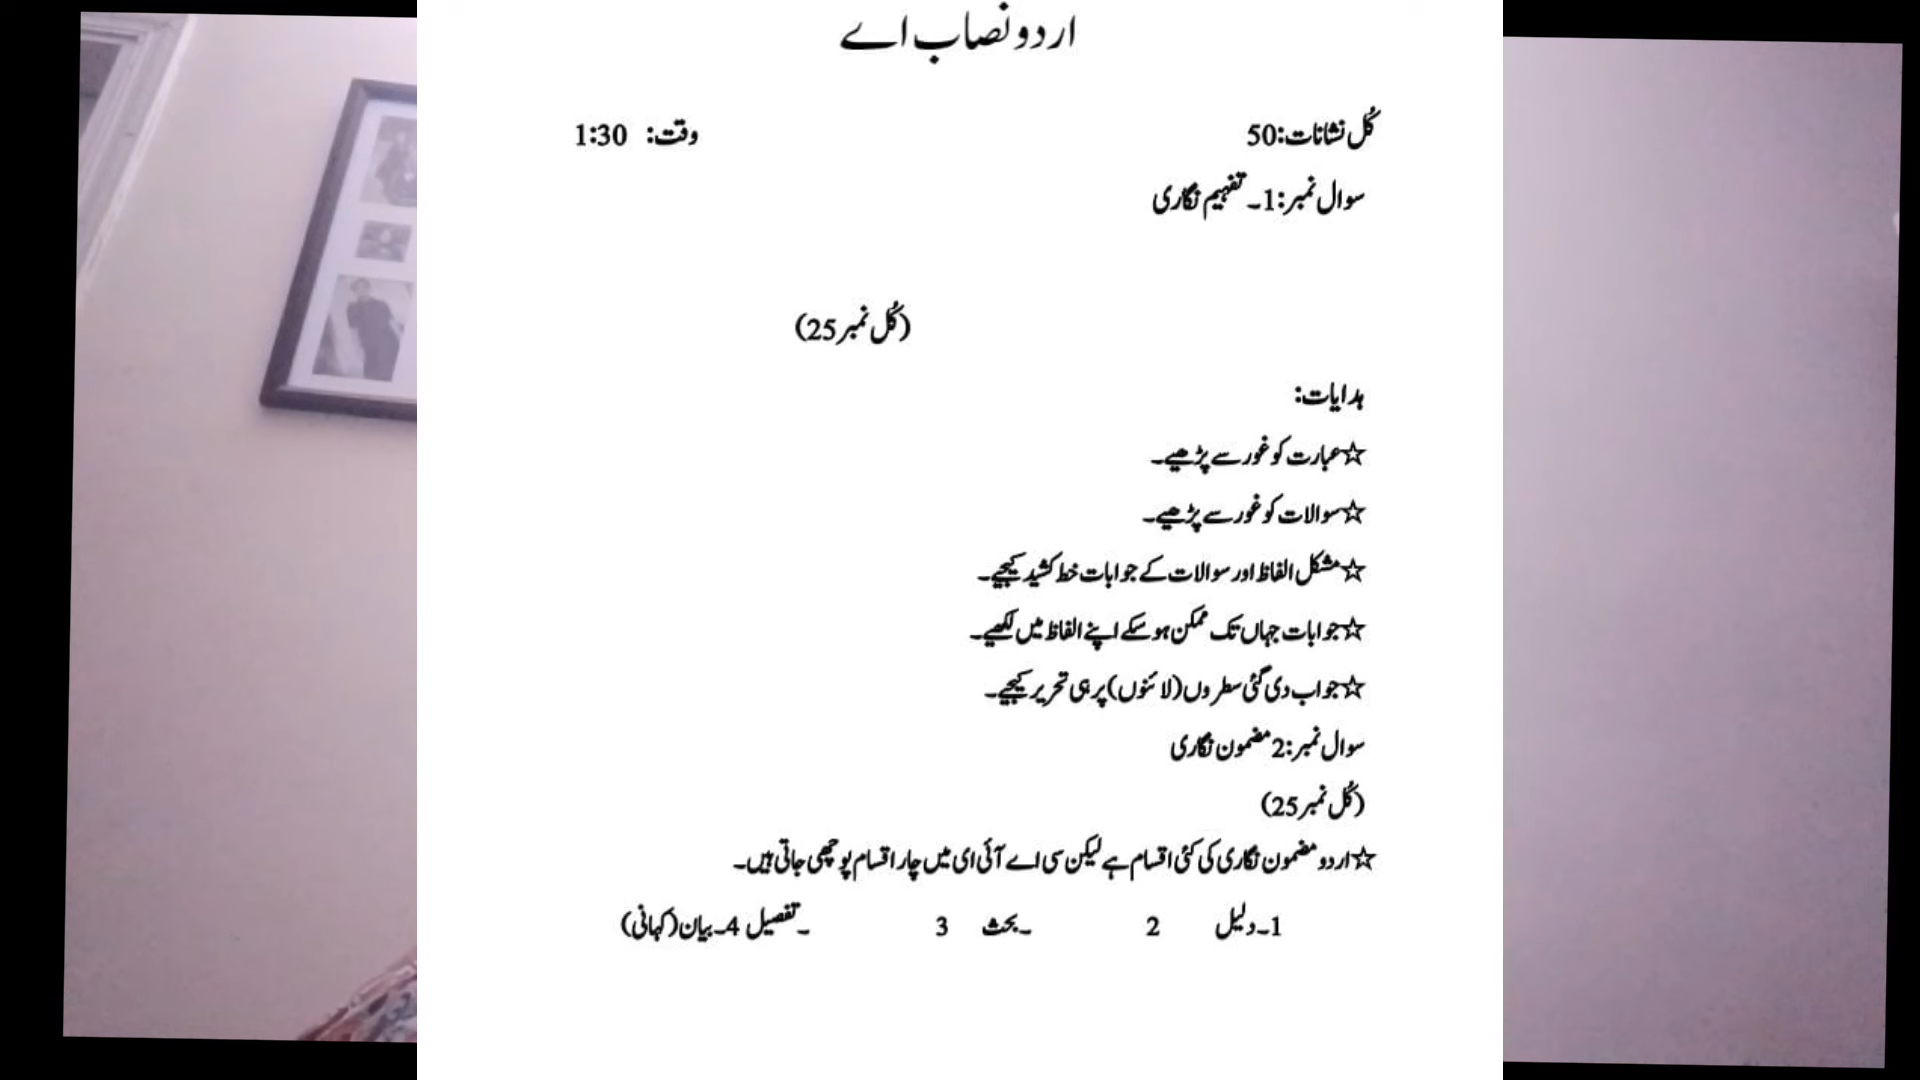 اردو نصاب اے
کُل نشانات:50 وقت: 1:30
سوال نمبر:1۔ تفہیم نگاری
(کُل نمبر 25)
ہدایات:
☆عبارت کو غور سے پڑھیے۔
☆سوالات کو غور سے پڑھیے۔
☆مشکل الفاظ اور سوالات کے جوابات خط کشید کیجیے۔
☆جوابات جہاں تک ممکن ہو سکے اپنے الفاظ میں لکھیے۔
☆جواب دی گئی سطروں (لائنوں) پر ہی تحریر کیجیے۔
سوال نمبر:2 مضمون نگاری
(کُل نمبر 25)
☆اردو مضمون نگاری کی کئی اقسام ہے لیکن سی اے آئی ای میں چار اقسام پوچھی جاتی ہیں۔
1۔دلیل 2 ۔بحث 3 ۔تفصیل 4۔بیان (کہانی)